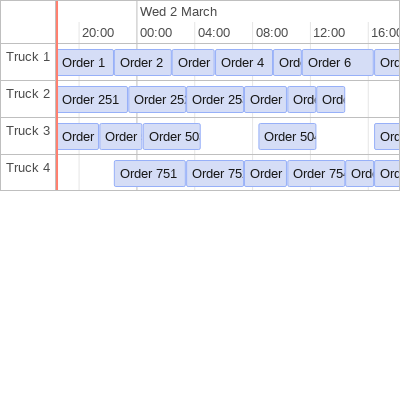 Wed 2 March
20:00 00:00 04:00 08:00 12:00 16:00
Truck 1 Order 1 Order 2 Order Order 4 Ord Order 6 Ord
Truck 2 Order 251 Order 25 Order 25 Order Ord Ord
Truck 3 Order Order Order 50 Order 50 Ord
Truck 4 Order 751 Order 75 Order Order 75 Ord Ord